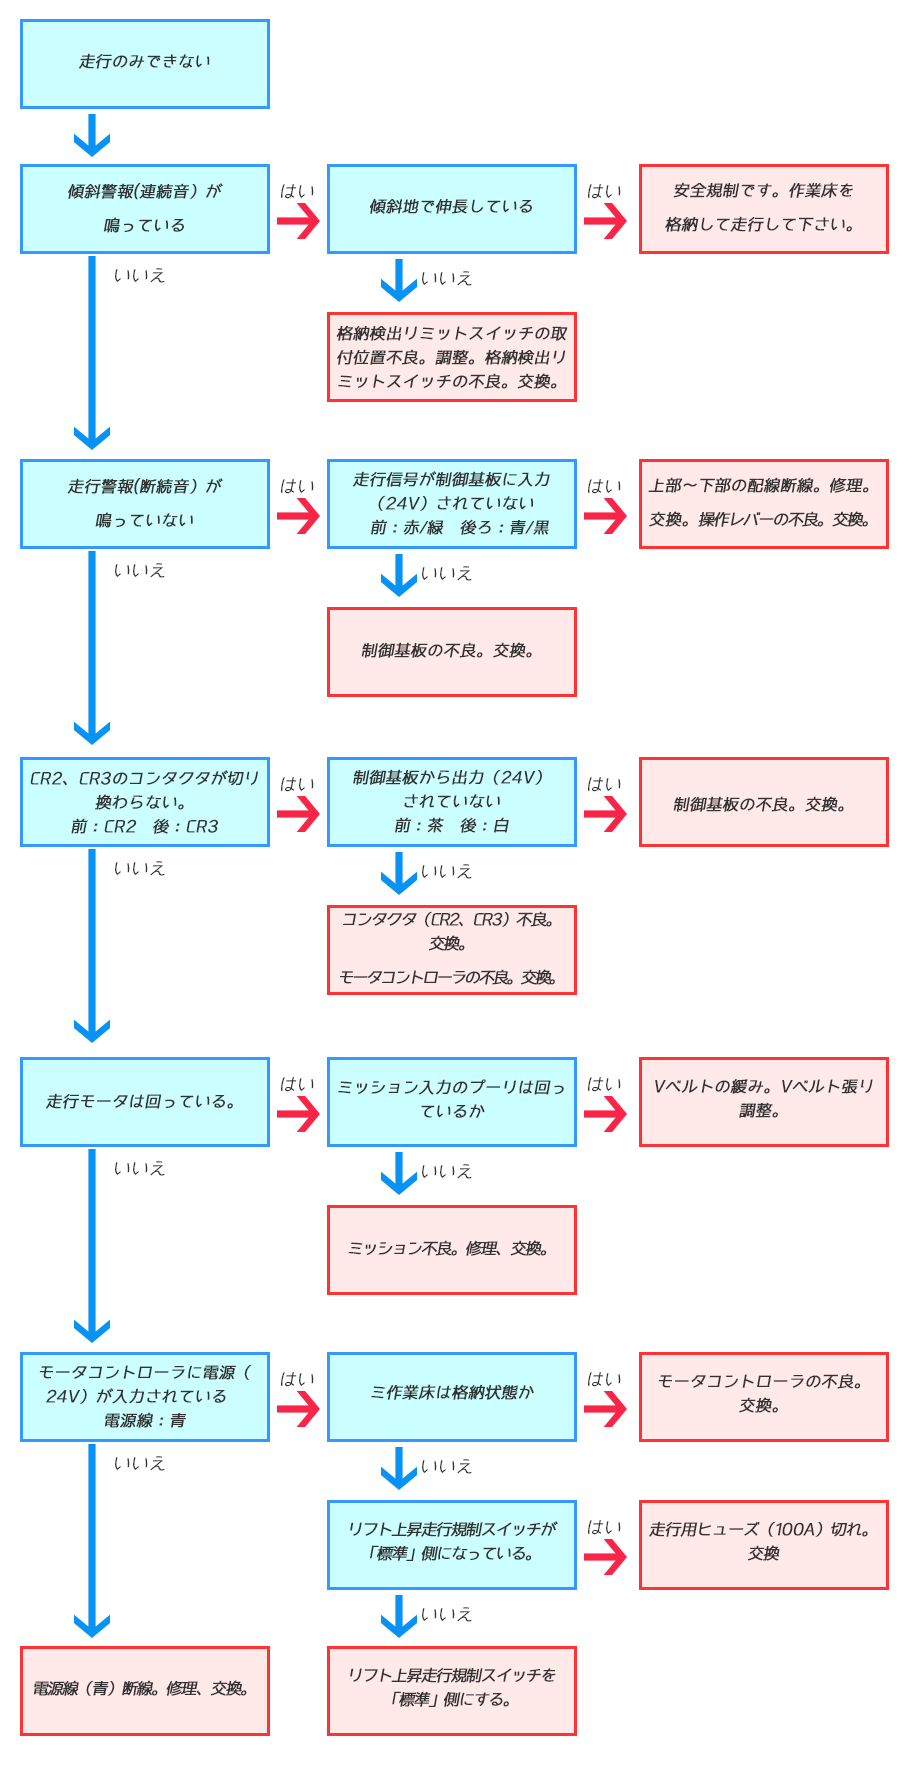 走行のみできない
傾斜警報(連続音）が
鳴っている
はい
傾斜地で伸長している
はい
安全規制です。作業床を
格納して走行して下さい。
いいえ
いいえ
格納検出リミットスイッチの取
付位置不良。調整。格納検出リ
ミットスイッチの不良。交換。
走行警報(断続音）が
鳴っていない
はい
走行信号が制御基板に入力
（24V）されていない
前：赤/緑　後ろ：青/黒
はい
上部～下部の配線断線。修理。
交換。操作レバーの不良。交換。
いいえ
いいえ
制御基板の不良。交換。
CR2、CR3のコンタクタが切り
換わらない。
前：CR2　後：CR3
はい
制御基板から出力（24V）
されていない
前：茶　後：白
はい
制御基板の不良。交換。
いいえ
いいえ
コンタクタ（CR2、CR3）不良。
交換。
モータコントローラの不良。交換。
走行モータは回っている。
はい
ミッション入力のプーリは回っ
ているか
はい
Vベルトの緩み。Vベルト張り
調整。
いいえ
いいえ
ミッション不良。修理、交換。
モータコントローラに電源（
24V）が入力されている
電源線：青
はい
ミ作業床は格納状態か
はい
モータコントローラの不良。
交換。
いいえ
いいえ
リフト上昇走行規制スイッチが
「標準」側になっている。
はい
走行用ヒューズ（100A）切れ。
交換
いいえ
電源線（青）断線。修理、交換。
リフト上昇走行規制スイッチを
「標準」側にする。